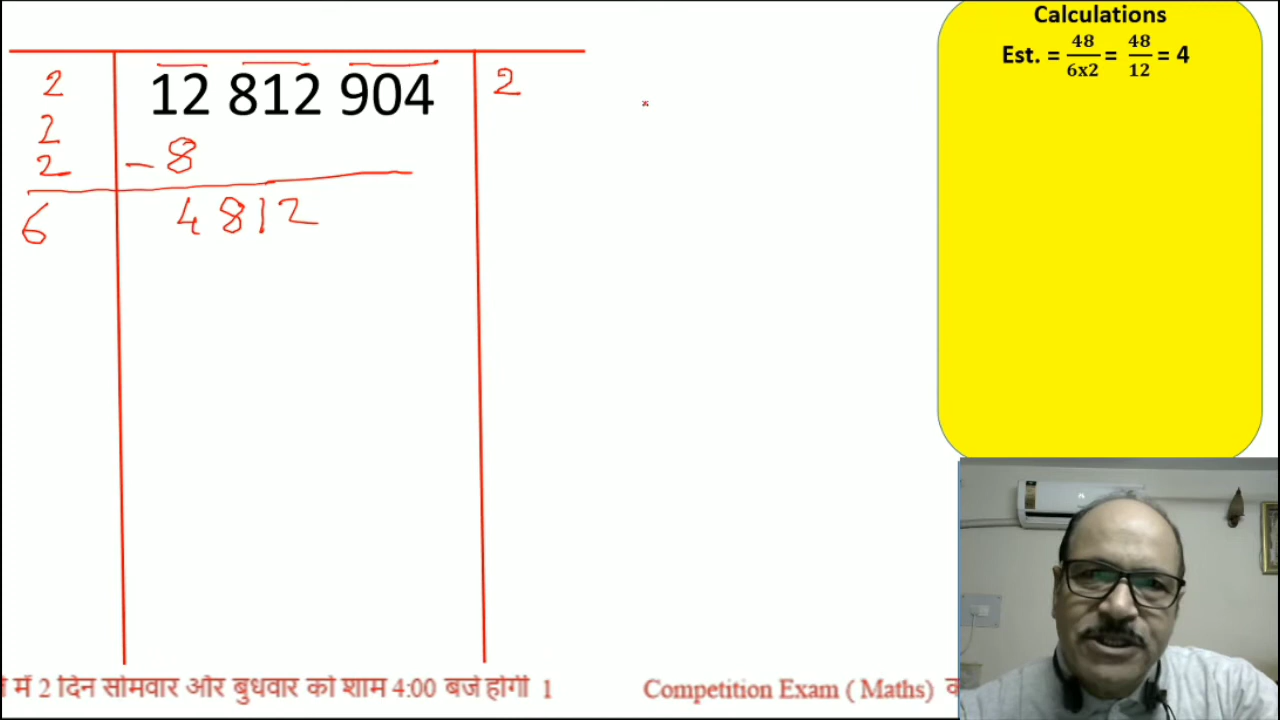 Calculations
Est. = 48/6x2 = 48/12 = 4
2 12 812 904 2
2
2 - 8
6 4812
में 2 दिन सोमवार और बुधवार को शाम 4:00 बजे होगी 1 Competition Exam ( Maths)